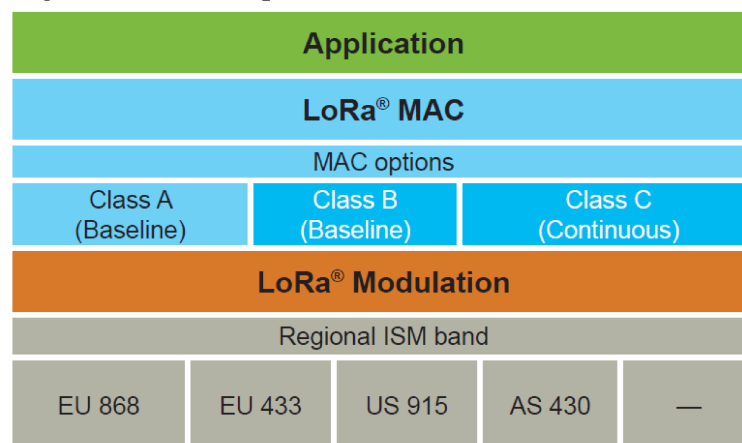 Application
LoRa® MAC
MAC options
Class A
(Baseline)
Class B
(Baseline)
Class C
(Continuous)
LoRa® Modulation
Regional ISM band
EU 868
EU 433
US 915
AS 430
—